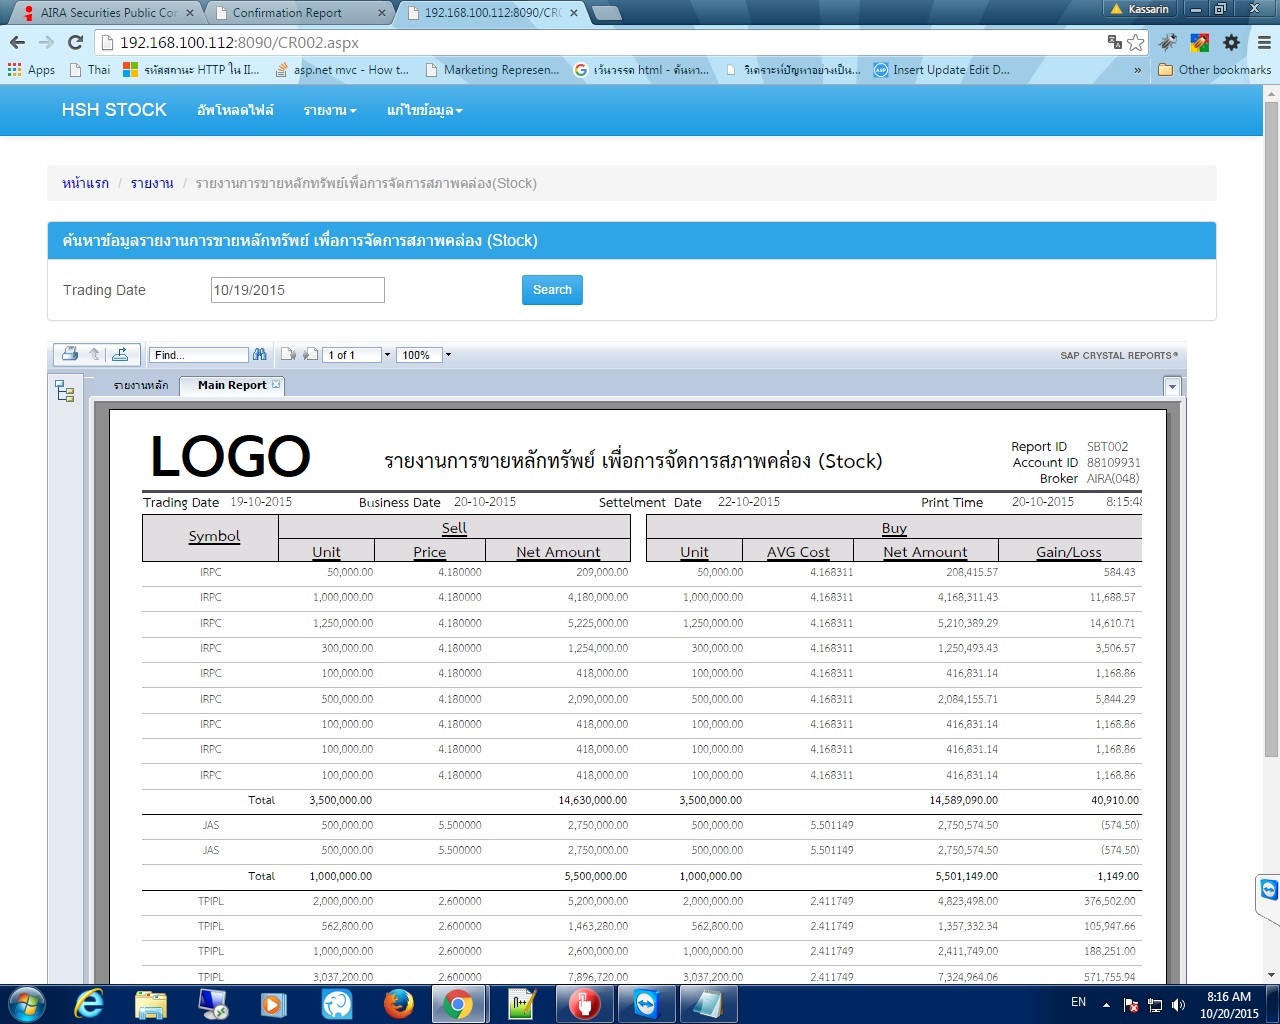 AIRA Securities Public Cor
Confirmation Report
192.168.100.112:8090/CR0
Kassarin
192.168.100.112:8090/CR002.aspx
Apps
Thai
รหัสสถานะ HTTP ใน II...
asp.net mvc - How t...
Marketing Represen...
เว้นวรรค html - ค้นหา...
วิเคราะห์ปัญหาอย่างเป็น...
Insert Update Edit D...
»
Other bookmarks
HSH STOCK
อัพโหลดไฟล์
รายงาน
แก้ไขข้อมูล
หน้าแรก / รายงาน / รายงานการขายหลักทรัพย์เพื่อการจัดการสภาพคล่อง(Stock)
ค้นหาข้อมูลรายงานการขายหลักทรัพย์ เพื่อการจัดการสภาพคล่อง (Stock)
Trading Date 10/19/2015 Search
Find... 1 of 1 100% SAP CRYSTAL REPORTS®
รายงานหลัก Main Report
LOGO
รายงานการขายหลักทรัพย์ เพื่อการจัดการสภาพคล่อง (Stock)
Report ID SBT002
Account ID 88109931
Broker AIRA(048)
Trading Date 19-10-2015 Business Date 20-10-2015 Settelment Date 22-10-2015 Print Time 20-10-2015 8:15:48
Symbol Sell Buy
Unit Price Net Amount Unit AVG Cost Net Amount Gain/Loss
IRPC 50,000.00 4.180000 209,000.00 50,000.00 4.168311 208,415.57 584.43
IRPC 1,000,000.00 4.180000 4,180,000.00 1,000,000.00 4.168311 4,168,311.43 11,688.57
IRPC 1,250,000.00 4.180000 5,225,000.00 1,250,000.00 4.168311 5,210,389.29 14,610.71
IRPC 300,000.00 4.180000 1,254,000.00 300,000.00 4.168311 1,250,493.43 3,506.57
IRPC 100,000.00 4.180000 418,000.00 100,000.00 4.168311 416,831.14 1,168.86
IRPC 500,000.00 4.180000 2,090,000.00 500,000.00 4.168311 2,084,155.71 5,844.29
IRPC 100,000.00 4.180000 418,000.00 100,000.00 4.168311 416,831.14 1,168.86
IRPC 100,000.00 4.180000 418,000.00 100,000.00 4.168311 416,831.14 1,168.86
IRPC 100,000.00 4.180000 418,000.00 100,000.00 4.168311 416,831.14 1,168.86
Total 3,500,000.00 14,630,000.00 3,500,000.00 14,589,090.00 40,910.00
JAS 500,000.00 5.500000 2,750,000.00 500,000.00 5.501149 2,750,574.50 (574.50)
JAS 500,000.00 5.500000 2,750,000.00 500,000.00 5.501149 2,750,574.50 (574.50)
Total 1,000,000.00 5,500,000.00 1,000,000.00 5,501,149.00 1,149.00
TPIPL 2,000,000.00 2.600000 5,200,000.00 2,000,000.00 2.411749 4,823,498.00 376,502.00
TPIPL 562,800.00 2.600000 1,463,280.00 562,800.00 2.411749 1,357,332.34 105,947.66
TPIPL 1,000,000.00 2.600000 2,600,000.00 1,000,000.00 2.411749 2,411,749.00 188,251.00
TPIPL 3,037,200.00 2.600000 7,896,720.00 3,037,200.00 2.411749 7,324,964.06 571,755.94
EN
8:16 AM
10/20/2015